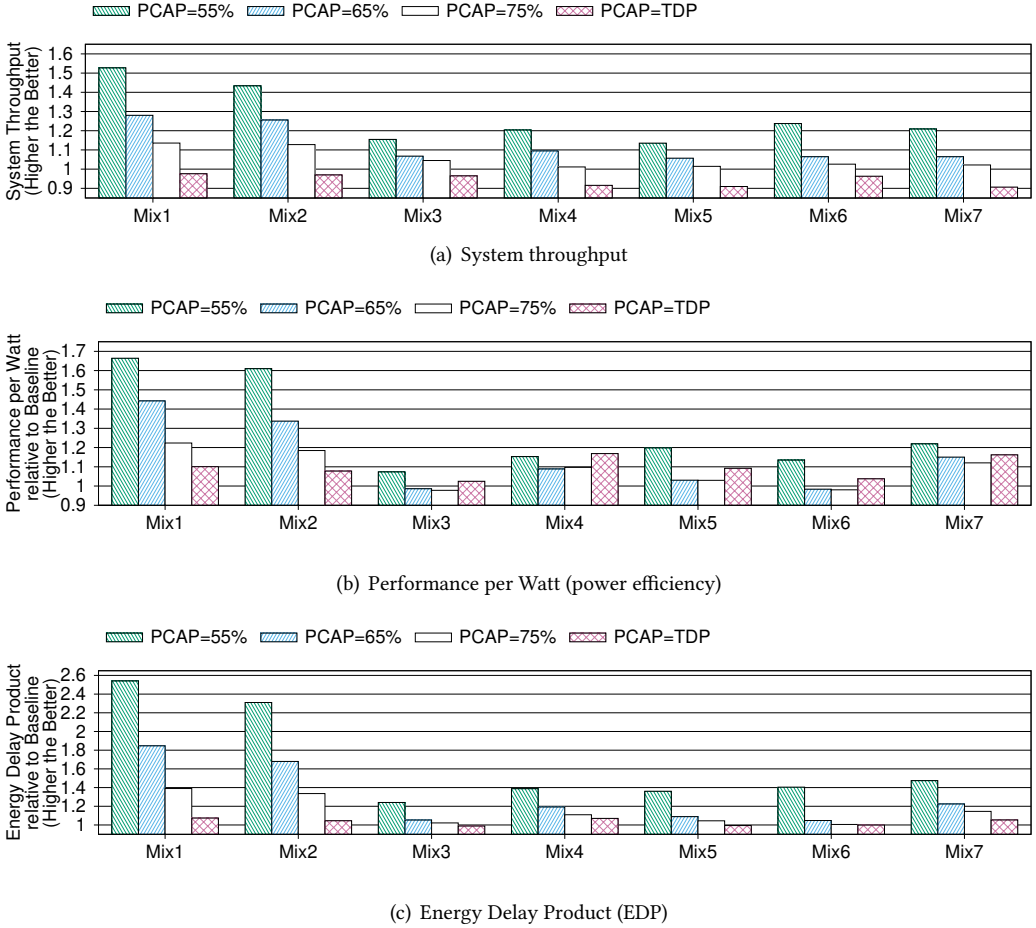 PCAP=55% PCAP=65% PCAP=75% PCAP=TDP
System Throughput
(Higher the Better)
1.6
1.5
1.4
1.3
1.2
1.1
1
0.9
Mix1 Mix2 Mix3 Mix4 Mix5 Mix6 Mix7
(a) System throughput
PCAP=55% PCAP=65% PCAP=75% PCAP=TDP
Performance per Watt
relative to Baseline
(Higher the Better)
1.7
1.6
1.5
1.4
1.3
1.2
1.1
1
0.9
Mix1 Mix2 Mix3 Mix4 Mix5 Mix6 Mix7
(b) Performance per Watt (power efficiency)
PCAP=55% PCAP=65% PCAP=75% PCAP=TDP
Energy Delay Product
relative to Baseline
(Higher the Better)
2.6
2.4
2.2
2
1.8
1.6
1.4
1.2
1
Mix1 Mix2 Mix3 Mix4 Mix5 Mix6 Mix7
(c) Energy Delay Product (EDP)